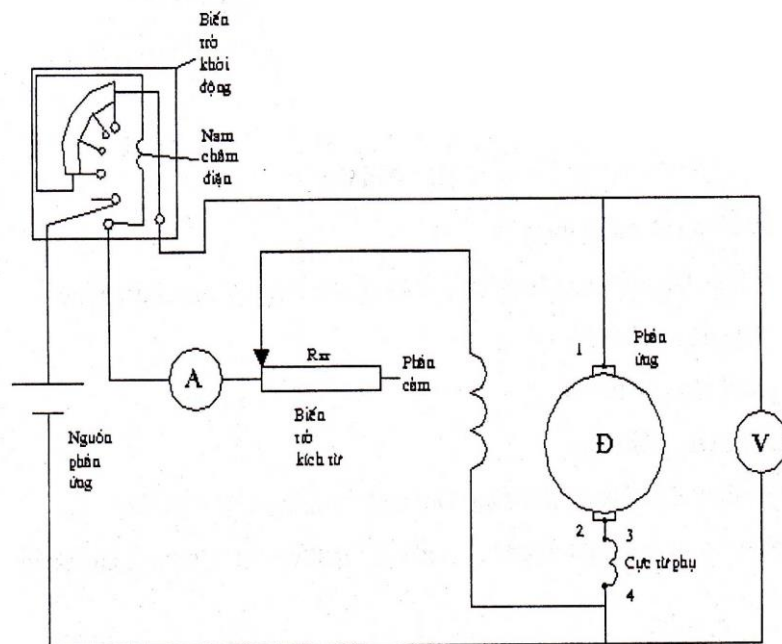 Biến
trở
khởi
động
Nam
châm
điện
1
Phần
ứng
A
Phần
cảm
Biến
trở
kích từ
Nguồn
phần
ứng
Đ
V
2
3
Cực từ phụ
4